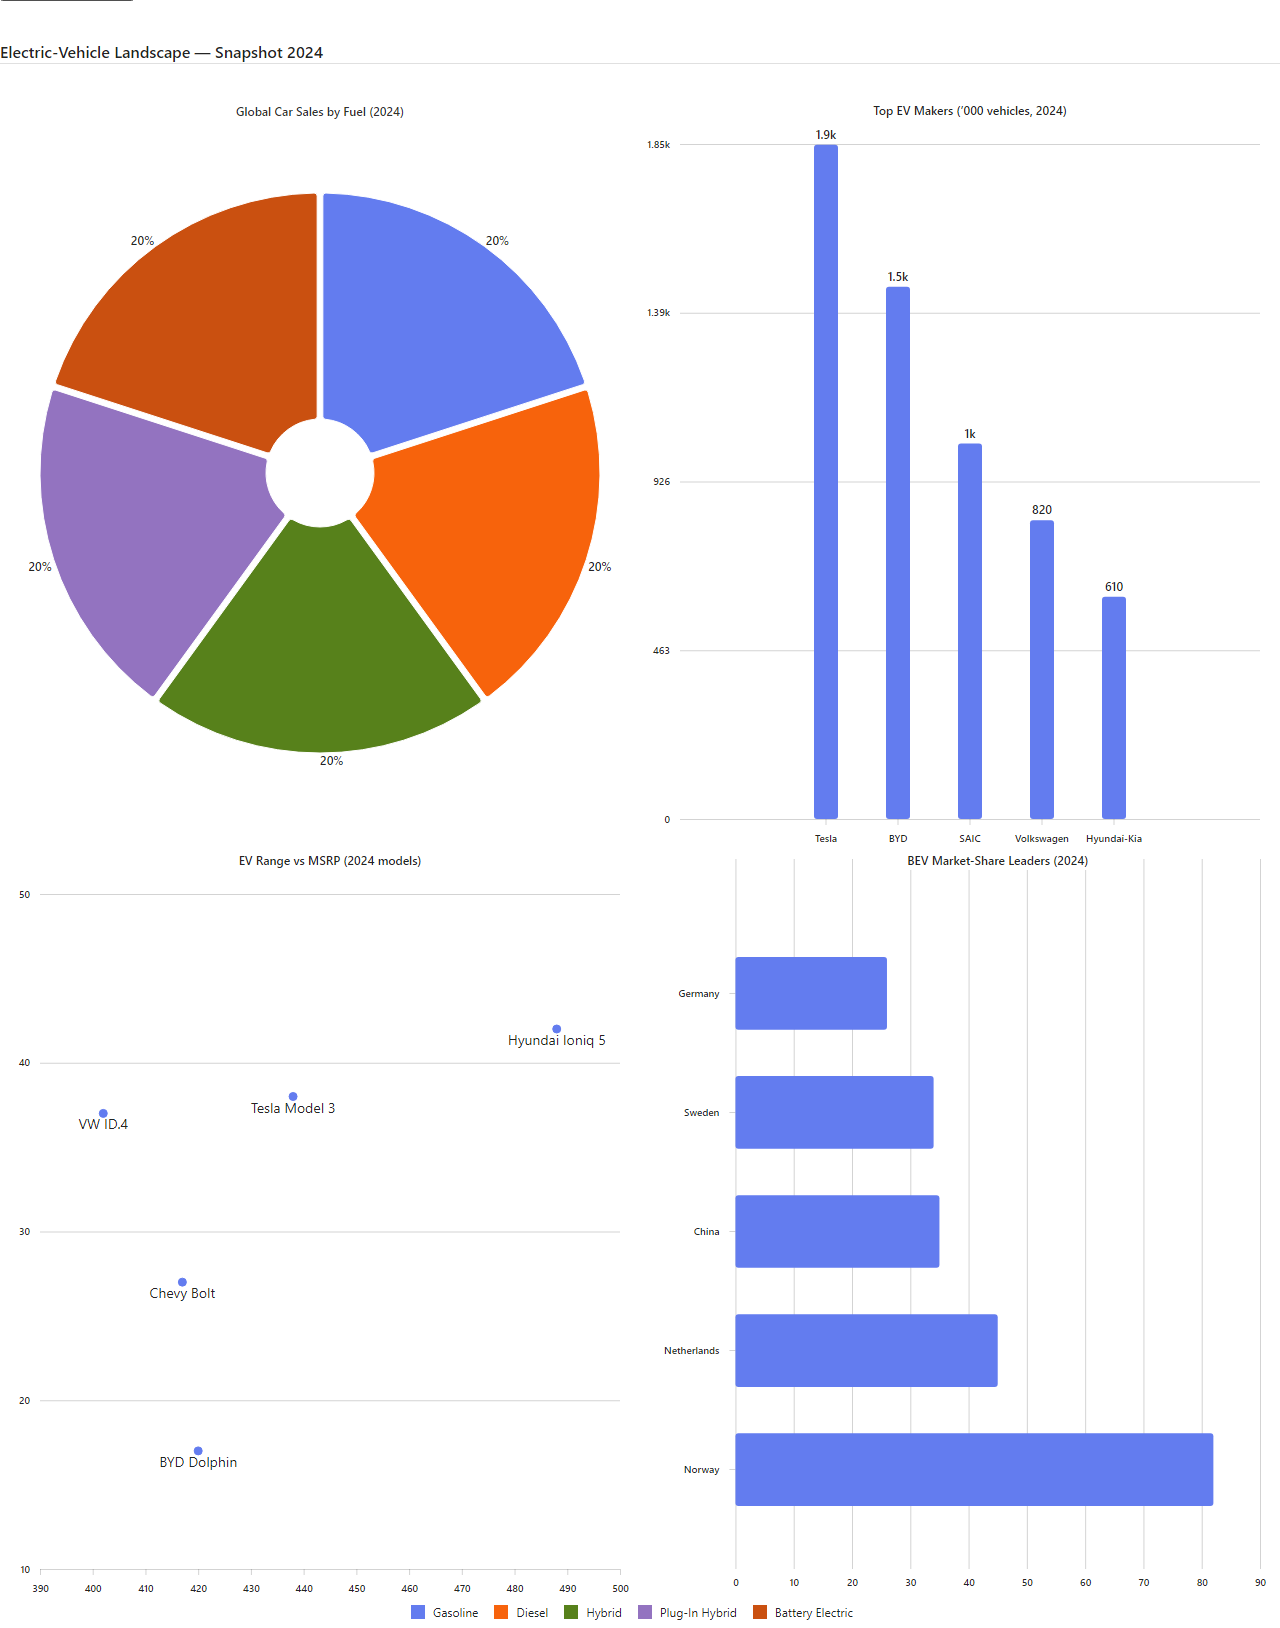 Electric-Vehicle Landscape — Snapshot 2024
Global Car Sales by Fuel (2024)
20%
20%
20%
20%
20%
Top EV Makers (‘000 vehicles, 2024)
1.85k
1.39k
926
463
0
1.9k
1.5k
1k
820
610
Tesla
BYD
SAIC
Volkswagen
Hyundai-Kia
EV Range vs MSRP (2024 models)
50
40
30
20
10
Hyundai Ioniq 5
Tesla Model 3
VW ID.4
Chevy Bolt
BYD Dolphin
390 400 410 420 430 440 450 460 470 480 490 500
BEV Market-Share Leaders (2024)
Germany
Sweden
China
Netherlands
Norway
0 10 20 30 40 50 60 70 80 90
Gasoline Diesel Hybrid Plug-In Hybrid Battery Electric